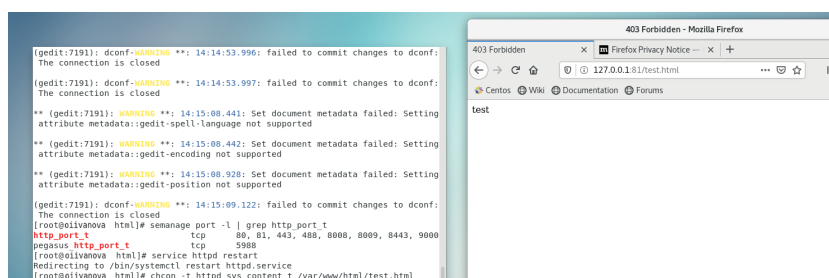 (gedit:7191): dconf-WARNING **: 14:14:53.996: failed to commit changes to dconf:
The connection is closed
(gedit:7191): dconf-WARNING **: 14:14:53.997: failed to commit changes to dconf:
The connection is closed
** (gedit:7191): WARNING **: 14:15:08.441: Set document metadata failed: Setting
attribute metadata::gedit-spell-language not supported
** (gedit:7191): WARNING **: 14:15:08.442: Set document metadata failed: Setting
attribute metadata::gedit-encoding not supported
** (gedit:7191): WARNING **: 14:15:08.928: Set document metadata failed: Setting
attribute metadata::gedit-position not supported
(gedit:7191): dconf-WARNING **: 14:15:09.122: failed to commit changes to dconf:
The connection is closed
[root@oiivanova html]# semanage port -l | grep http_port_t
http_port_t tcp 80, 81, 443, 488, 8008, 8009, 8443, 9000
pegasus_http_port_t tcp 5988
[root@oiivanova html]# service httpd restart
Redirecting to /bin/systemctl restart httpd.service
[root@oiivanova html]# chcon -t httpd_sys_content_t /var/www/html/test.html
403 Forbidden - Mozilla Firefox
403 Forbidden
Firefox Privacy Notice —
127.0.0.1:81/test.html
Centos Wiki Documentation Forums
test